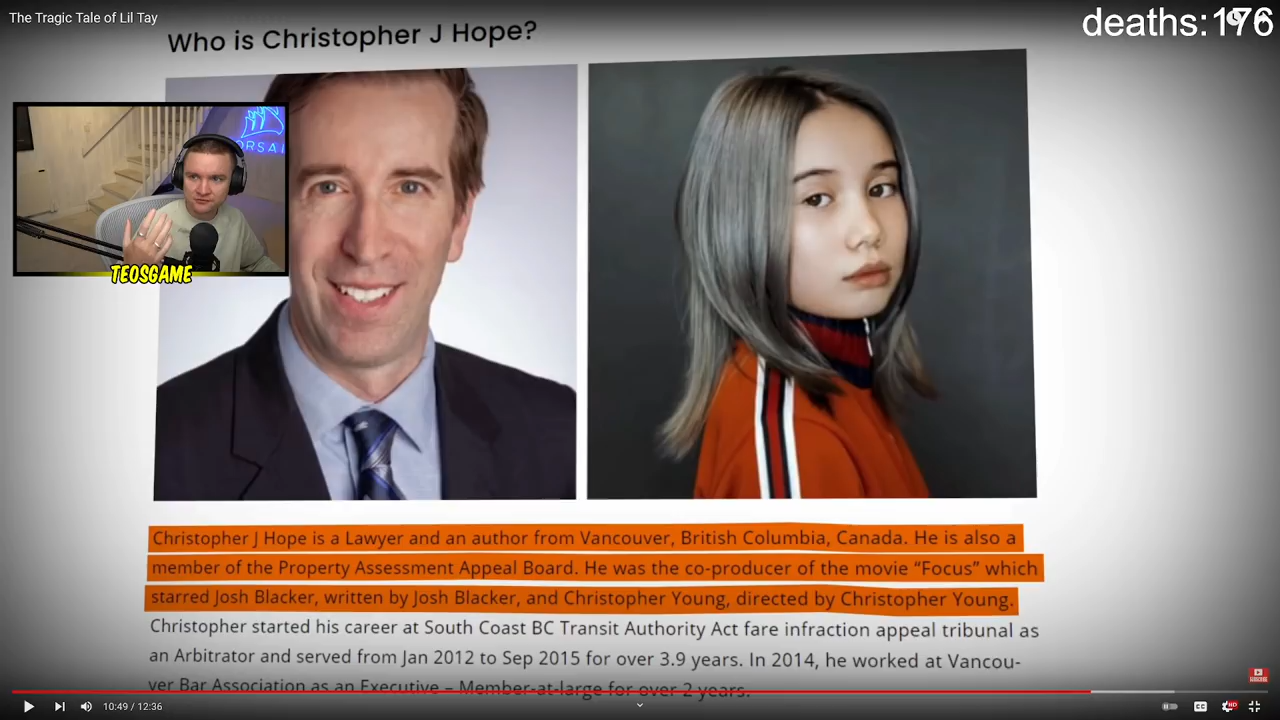 The Tragic Tale of Lil Tay
deaths:176
Who is Christopher J Hope?
CORSAI
TEOSGAME
Christopher J Hope is a Lawyer and an author from Vancouver, British Columbia, Canada. He is also a
member of the Property Assessment Appeal Board. He was the co-producer of the movie “Focus” which
starred Josh Blacker, written by Josh Blacker, and Christopher Young, directed by Christopher Young.
Christopher started his career at South Coast BC Transit Authority Act fare infraction appeal tribunal as
an Arbitrator and served from Jan 2012 to Sep 2015 for over 3.9 years. In 2014, he worked at Vancou-
ver Bar Association as an Executive – Member-at-large for over 2 years.
10:49 / 12:36
CC
HD